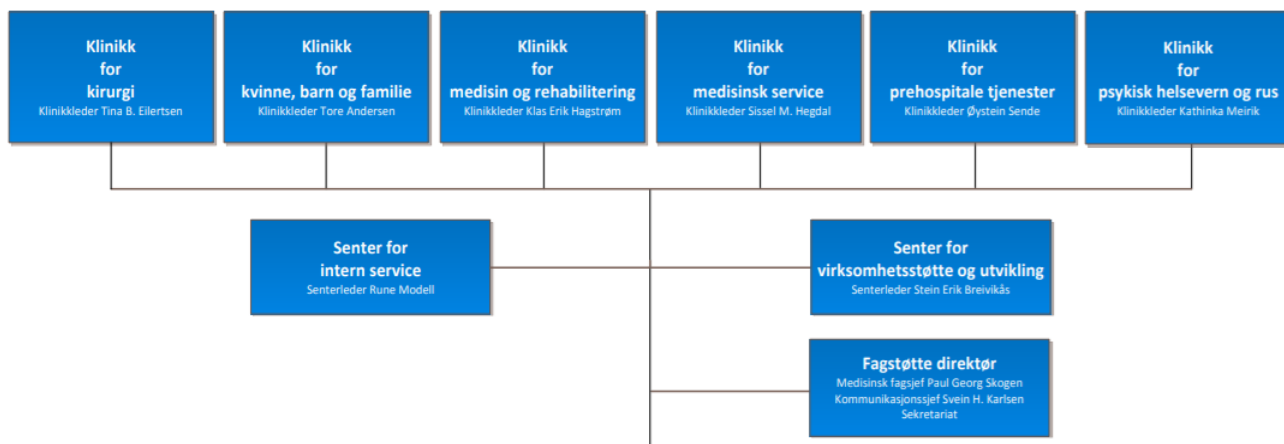 Klinikk
for
kirurgi
Klinikkleder Tina B. Eilertsen
Klinikk
for
kvinne, barn og familie
Klinikkleder Tore Andersen
Klinikk
for
medisin og rehabilitering
Klinikkleder Klas Erik Hagstrøm
Klinikk
for
medisinsk service
Klinikkleder Sissel M. Hegdal
Klinikk
for
prehospitale tjenester
Klinikkleder Øystein Sende
Klinikk
for
psykisk helsevern og rus
Klinikkleder Kathinka Meirik
Senter for
intern service
Senterleder Rune Modell
Senter for
virksomhetsstøtte og utvikling
Senterleder Stein Erik Breivikås
Fagstøtte direktør
Medisinsk fagsjef Paul Georg Skogen
Kommunikasjonssjef Svein H. Karlsen
Sekretariat